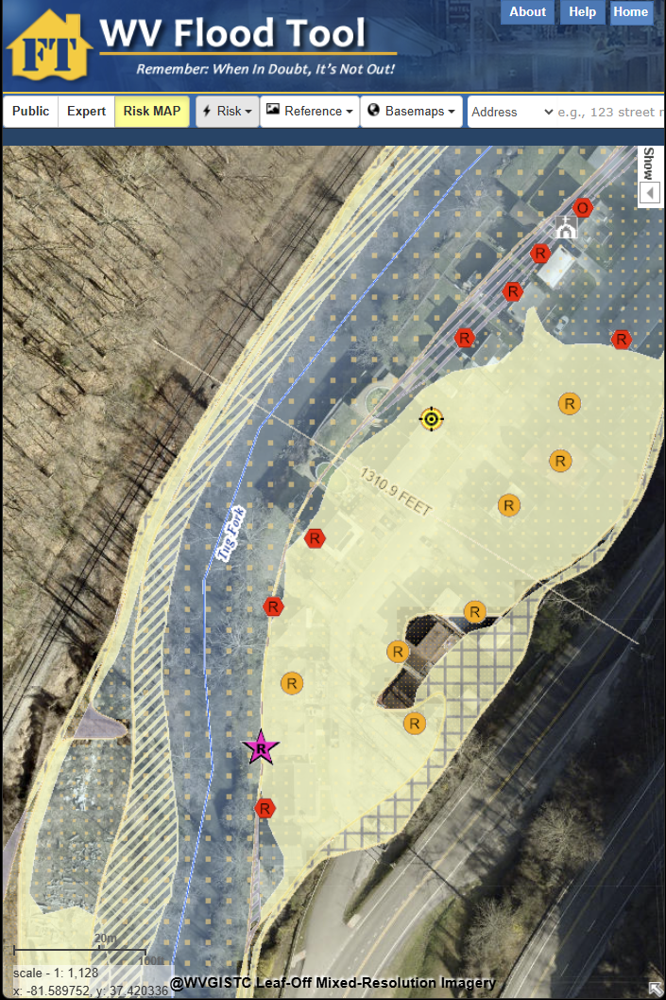 About Help Home
FT WV Flood Tool
Remember: When In Doubt, It's Not Out!
Public Expert Risk MAP Risk Reference Basemaps Address e.g., 123 street
Show
O
R
R
R
R
R
R
1310.9 FEET
R
Tug Fork
R
R
R
R
R
R
R
R
R
20m
100ft
scale - 1: 1,128
x: -81.589752, y: 37.420336
@WVGISTC Leaf-Off Mixed-Resolution Imagery